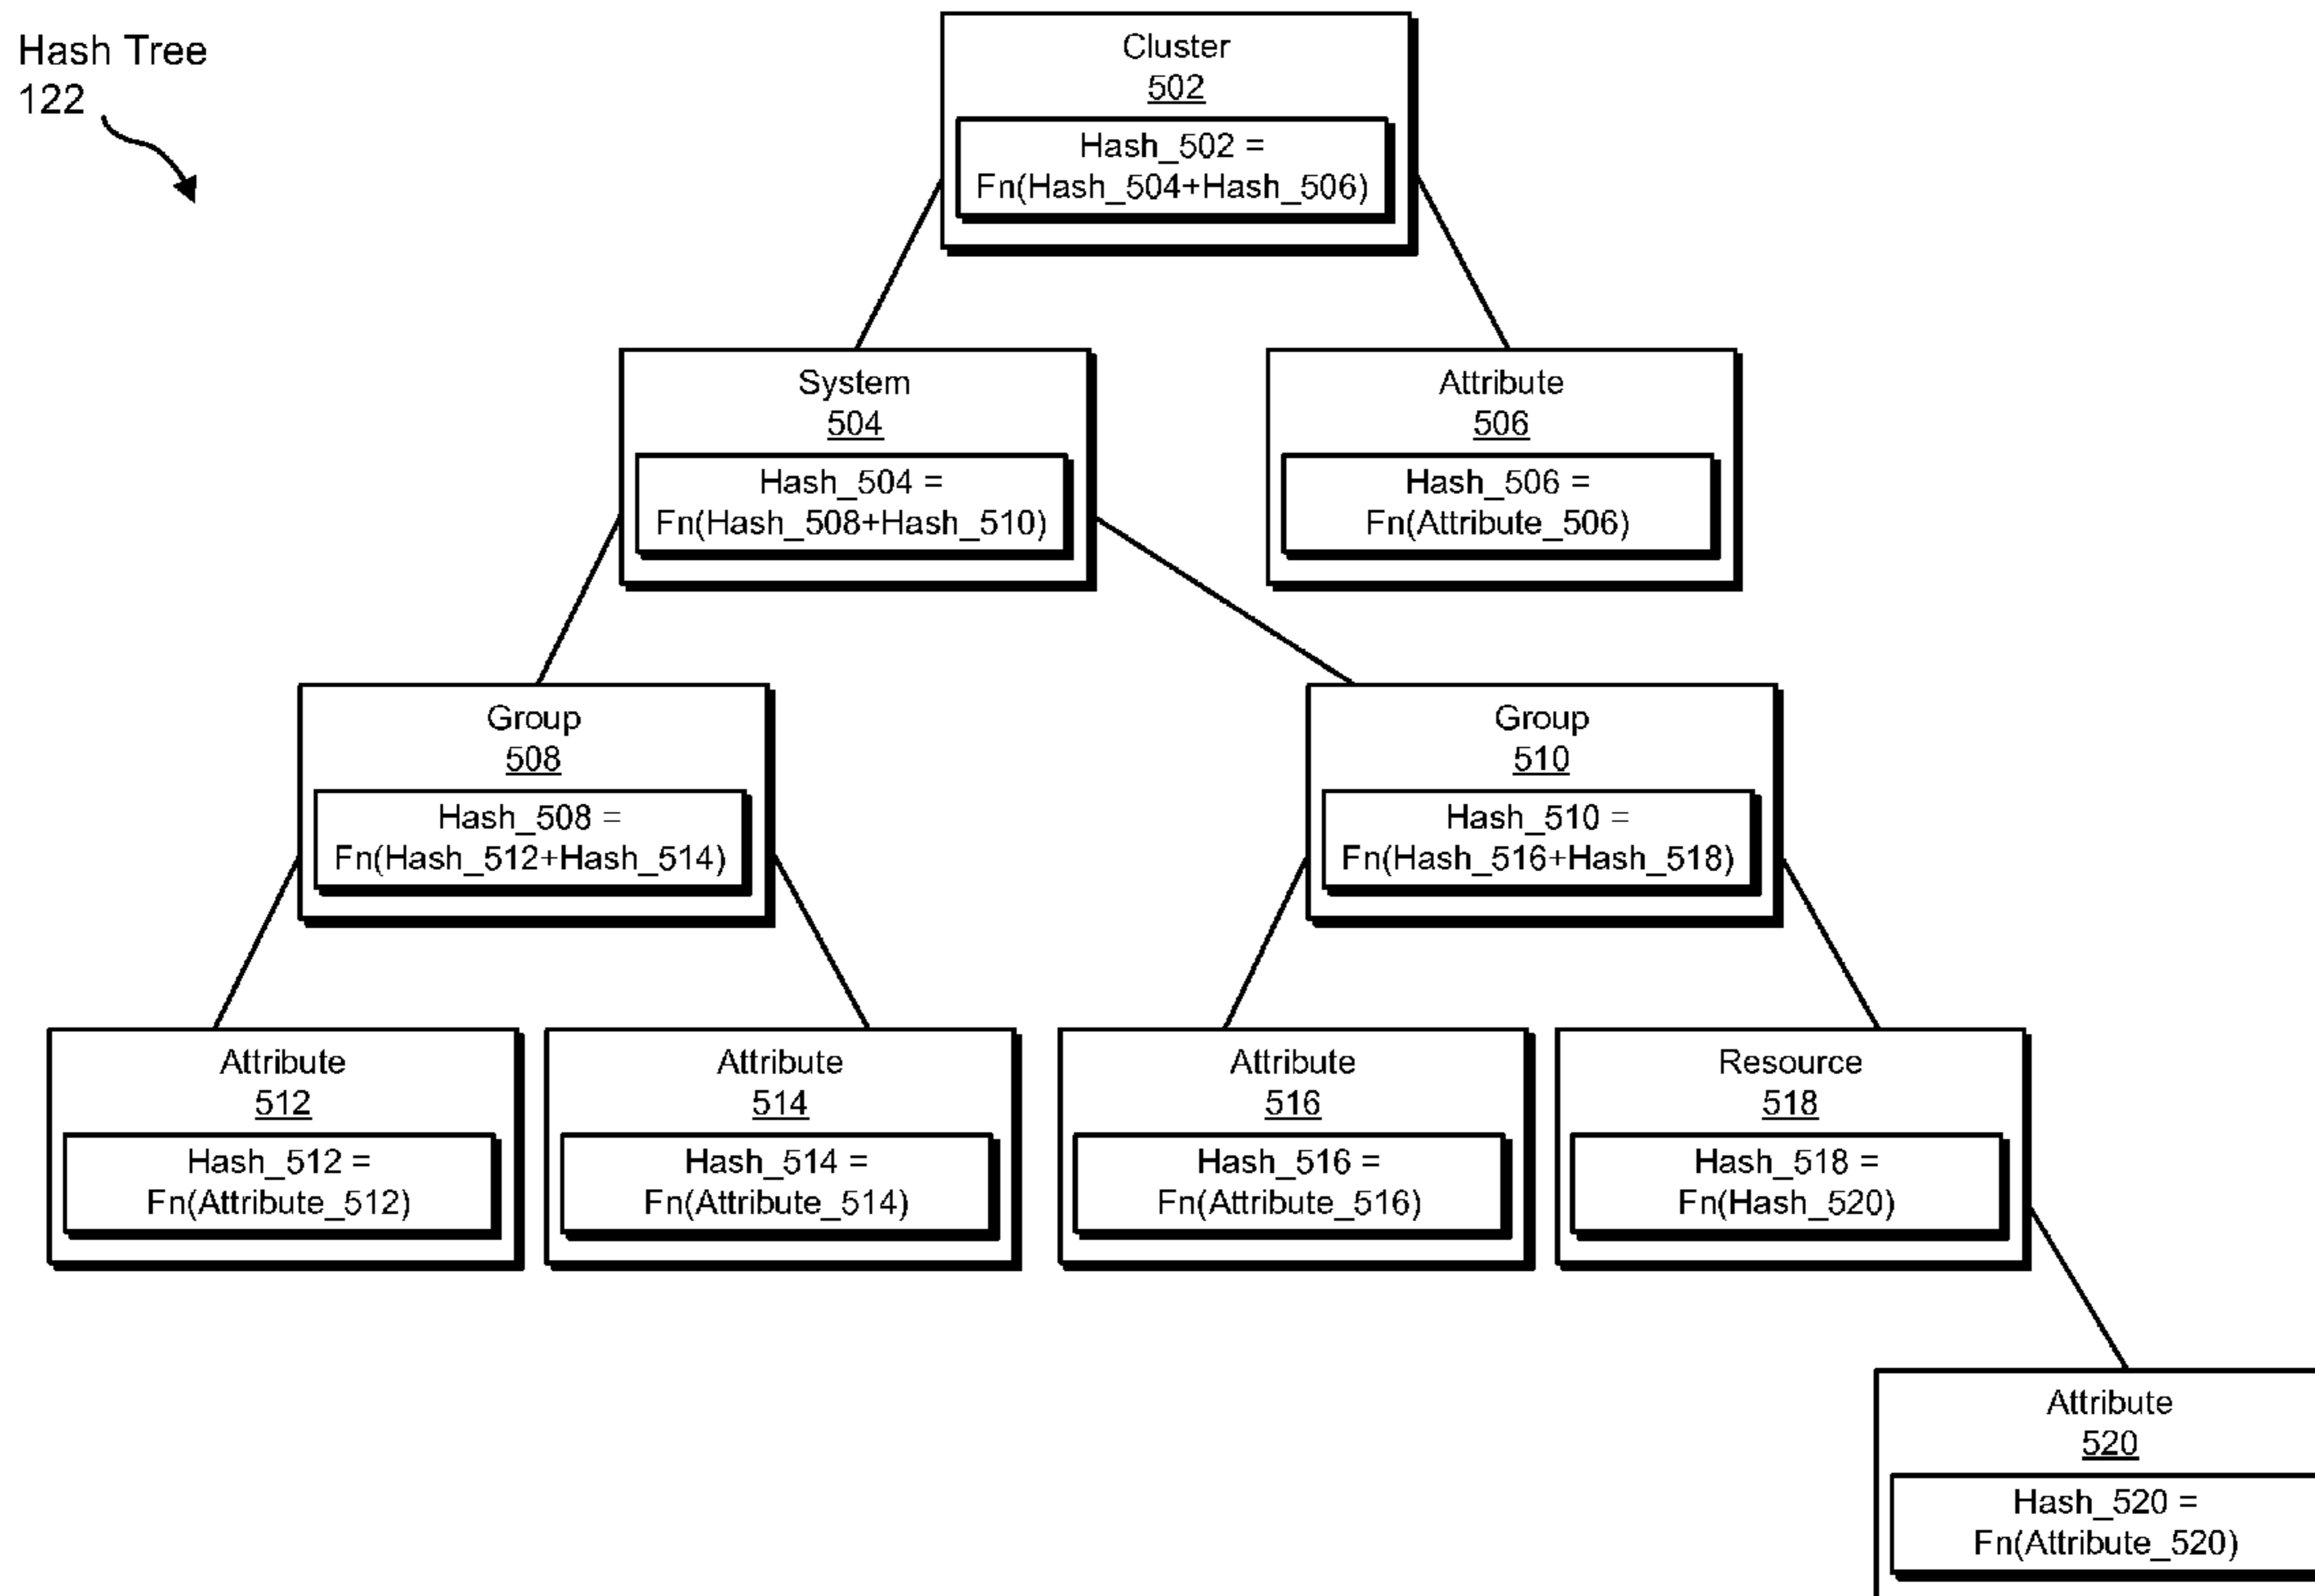 Hash Tree
122
Cluster
502
Hash_502 =
Fn(Hash_504+Hash_506)
System
504
Hash_504 =
Fn(Hash_508+Hash_510)
Attribute
506
Hash_506 =
Fn(Attribute_506)
Group
508
Hash_508 =
Fn(Hash_512+Hash_514)
Group
510
Hash_510 =
Fn(Hash_516+Hash_518)
Attribute
512
Hash_512 =
Fn(Attribute_512)
Attribute
514
Hash_514 =
Fn(Attribute_514)
Attribute
516
Hash_516 =
Fn(Attribute_516)
Resource
518
Hash_518 =
Fn(Hash_520)
Attribute
520
Hash_520 =
Fn(Attribute_520)